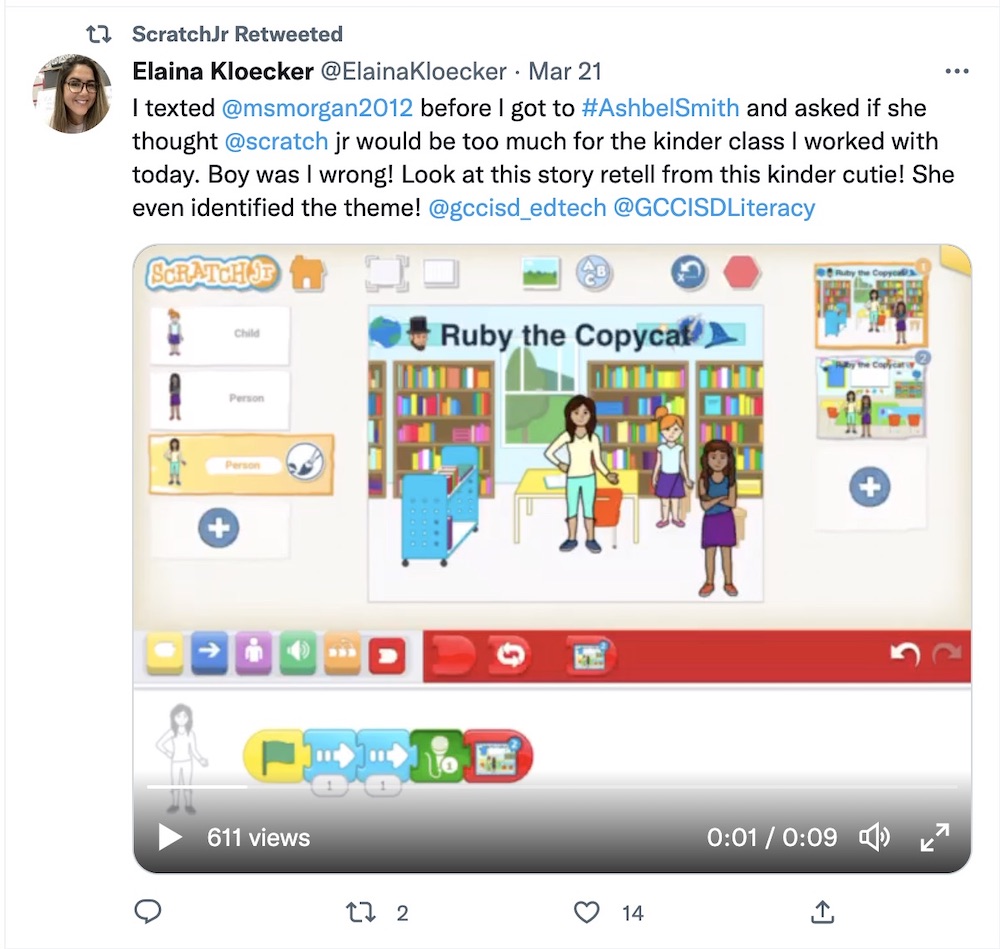 ScratchJr Retweeted
Elaina Kloecker @ElainaKloecker · Mar 21
I texted @msmorgan2012 before I got to #AshbelSmith and asked if she
thought @scratch jr would be too much for the kinder class I worked with
today. Boy was I wrong! Look at this story retell from this kinder cutie! She
even identified the theme! @gccisd_edtech @GCCISDLiteracy
SCRATCHJr
A B C
1
Ruby the Copycat
Child
Ruby the Copycat
Person
2
Ruby the Copycat
Person
2
1
2
1 1
611 views
0:01 / 0:09
2
14